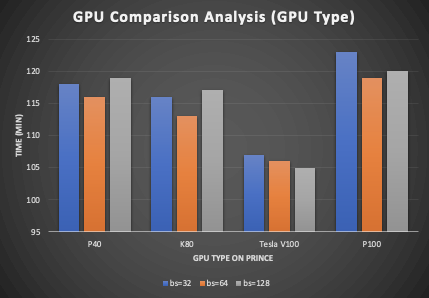 GPU Comparison Analysis (GPU Type)
TIME (MIN)
125
120
115
110
105
100
95
P40 K80 Tesla V100 P100
GPU TYPE ON PRINCE
bs=32 bs=64 bs=128